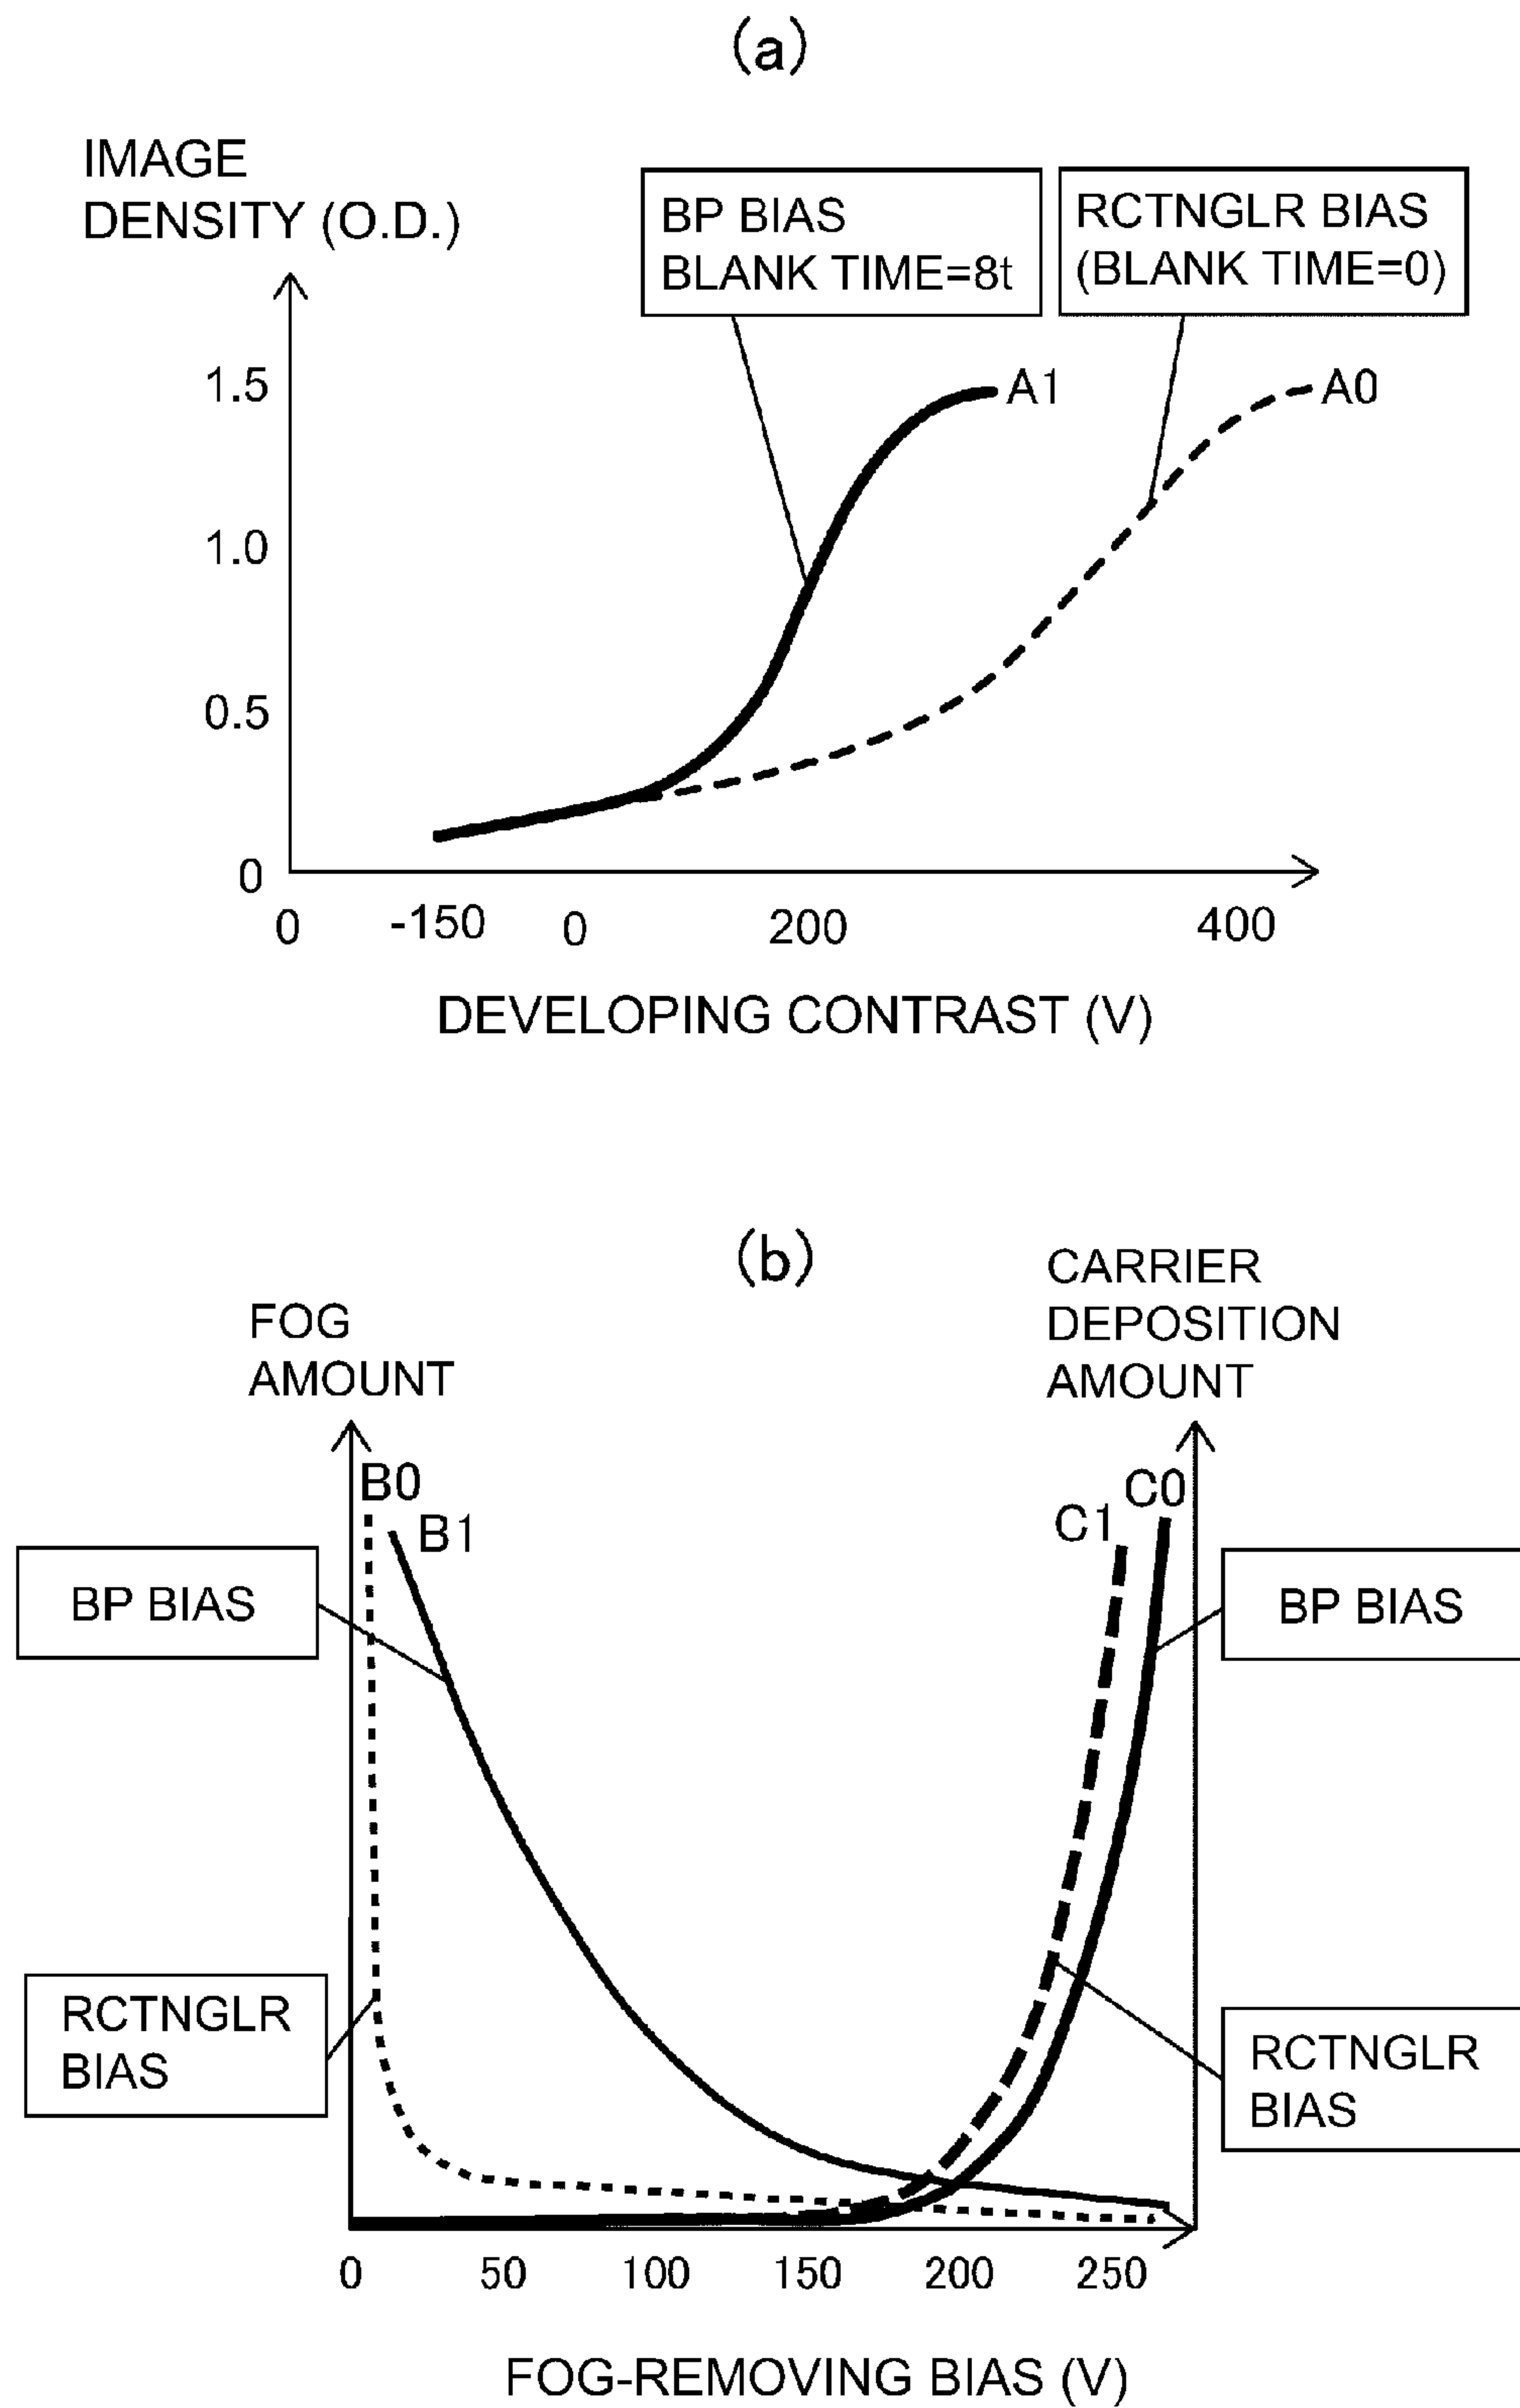 (a)
IMAGE
DENSITY (O.D.)
BP BIAS
BLANK TIME=8t
RCTNGLR BIAS
(BLANK TIME=0)
1.5
A1
A0
1.0
0.5
0
0 -150 0 200 400
DEVELOPING CONTRAST (V)
(b)
FOG
AMOUNT
CARRIER
DEPOSITION
AMOUNT
B0
B1
C1
C0
BP BIAS
BP BIAS
RCTNGLR
BIAS
RCTNGLR
BIAS
0 50 100 150 200 250
FOG-REMOVING BIAS (V)